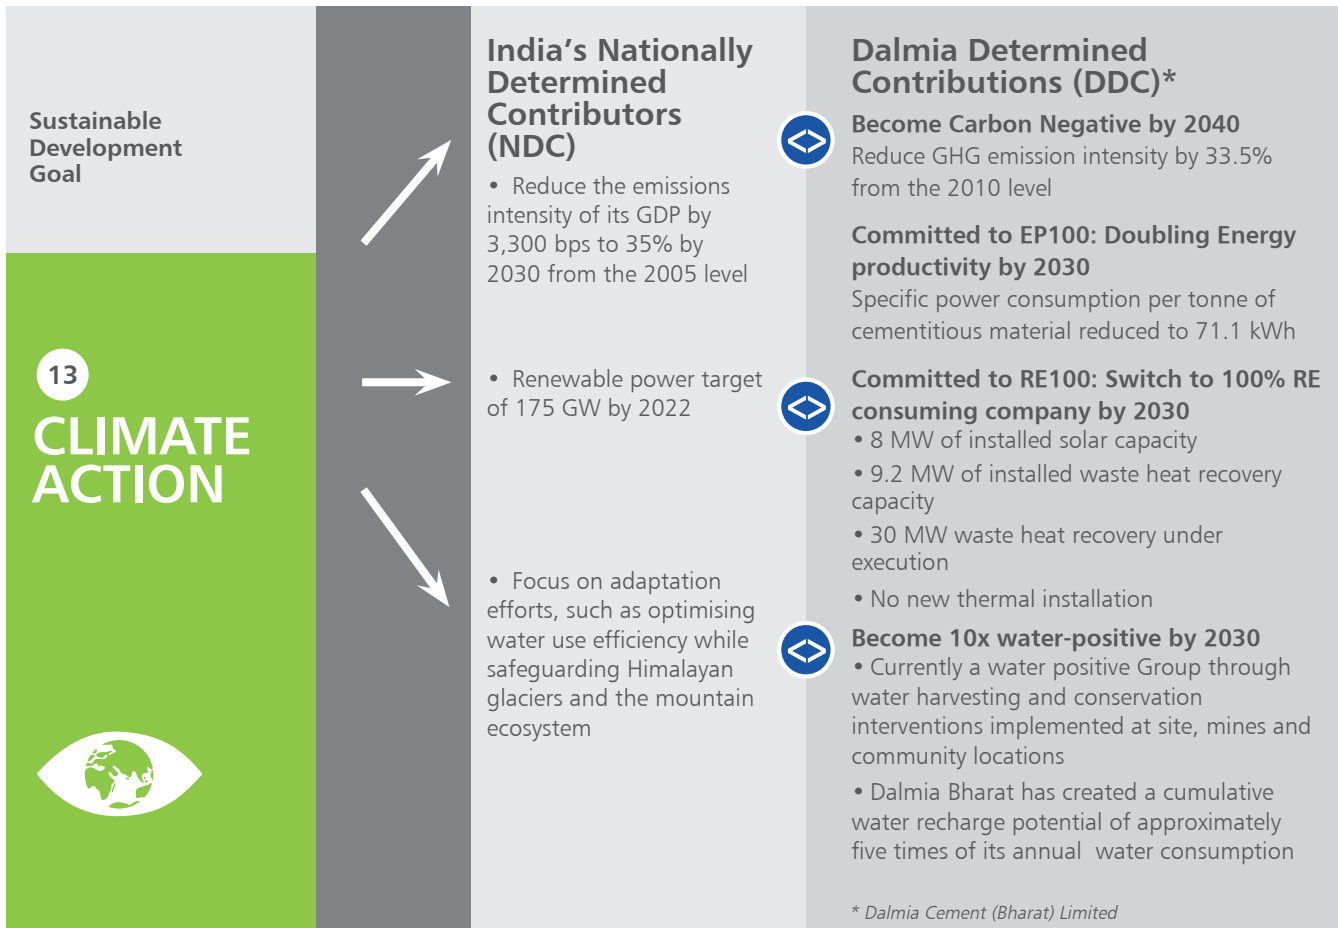 Sustainable
Development
Goal
13
CLIMATE
ACTION
India’s Nationally
Determined
Contributors
(NDC)
• Reduce the emissions
intensity of its GDP by
3,300 bps to 35% by
2030 from the 2005 level
• Renewable power target
of 175 GW by 2022
• Focus on adaptation
efforts, such as optimising
water use efficiency while
safeguarding Himalayan
glaciers and the mountain
ecosystem
Dalmia Determined
Contributions (DDC)*
Become Carbon Negative by 2040
Reduce GHG emission intensity by 33.5%
from the 2010 level
Committed to EP100: Doubling Energy
productivity by 2030
Specific power consumption per tonne of
cementitious material reduced to 71.1 kWh
Committed to RE100: Switch to 100% RE
consuming company by 2030
• 8 MW of installed solar capacity
• 9.2 MW of installed waste heat recovery
capacity
• 30 MW waste heat recovery under
execution
• No new thermal installation
Become 10x water-positive by 2030
• Currently a water positive Group through
water harvesting and conservation
interventions implemented at site, mines and
community locations
• Dalmia Bharat has created a cumulative
water recharge potential of approximately
five times of its annual water consumption
* Dalmia Cement (Bharat) Limited